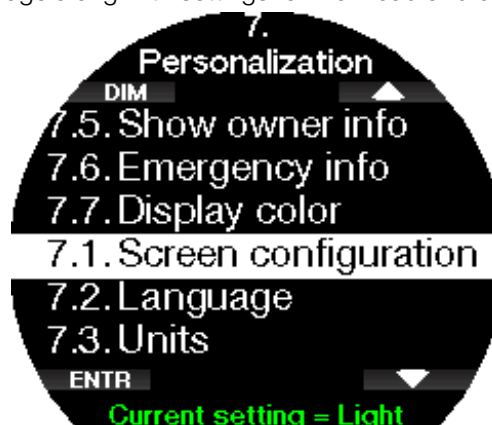 7.
Personalization
DIM
7.5. Show owner info
7.6. Emergency info
7.7. Display color
7.1. Screen configuration
7.2. Language
7.3. Units
ENTR
Current setting = Light